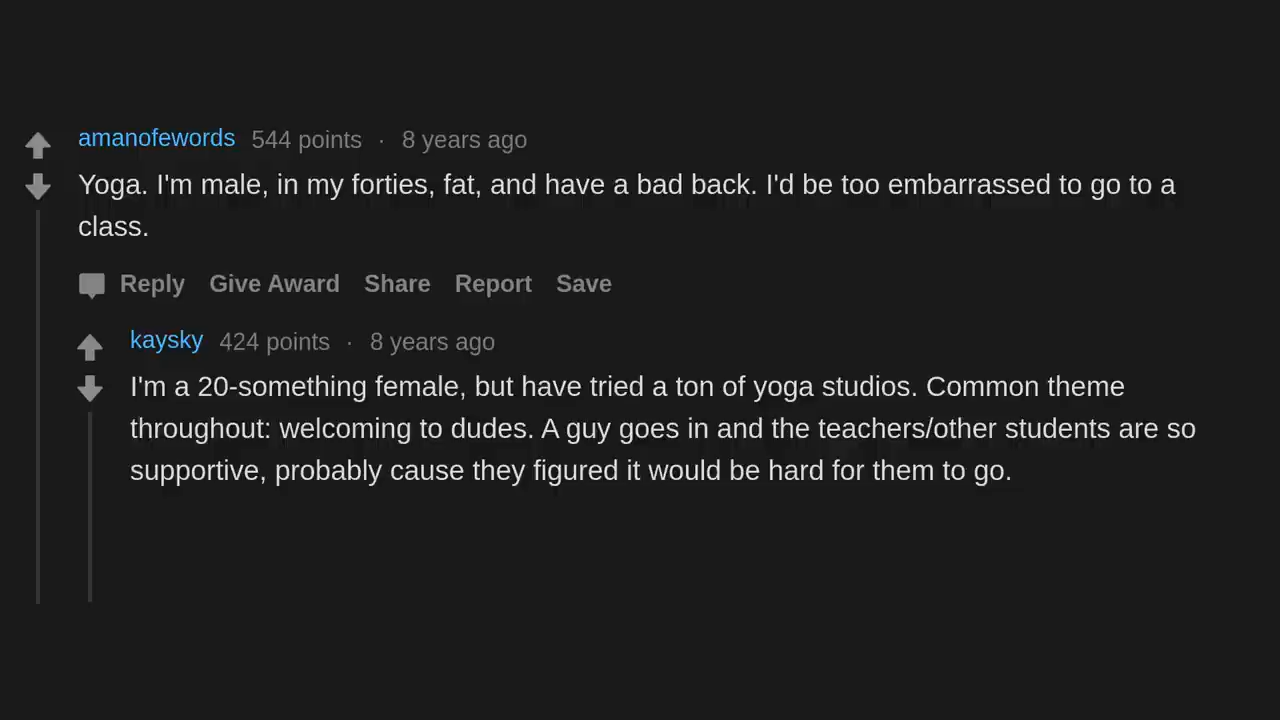 amanofewords 544 points · 8 years ago
Yoga. I'm male, in my forties, fat, and have a bad back. I'd be too embarrassed to go to a
class.
Reply Give Award Share Report Save
kaysky 424 points · 8 years ago
I'm a 20-something female, but have tried a ton of yoga studios. Common theme
throughout: welcoming to dudes. A guy goes in and the teachers/other students are so
supportive, probably cause they figured it would be hard for them to go.